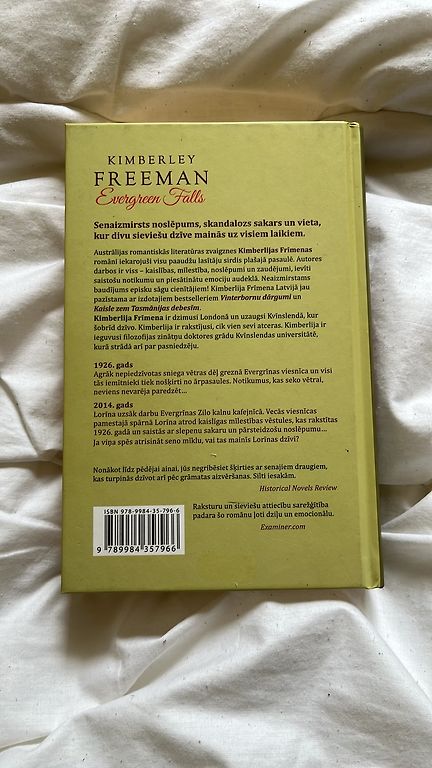 KIMBERLEY
FREEMAN
Evergreen Falls
Senaizmirsts noslēpums, skandalozs sakars un vieta,
kur divu sieviešu dzīve mainās uz visiem laikiem.
Austrālijas romantiskās literatūras zvaigznes Kimberlijas Frīmenas
romāni iekarojuši visu paaudžu lasītāju sirdis plašajā pasaulē. Autores
darbos ir viss – kaislības, mīlestība, noslēpumi un zaudējumi, ievīti
saistošu notikumu un piesātinātu emociju audeklā. Neaizmirstams
baudījums episku sāgu cienītājiem! Kimberlija Frīmena Latvijā jau
pazīstama ar izdotajiem bestselleriem Vinterbornu dārgumi un
Kaisle zem Tasmānijas debesīm.
Kimberlija Frīmena ir dzimusi Londonā un uzaugsi Kvīnslendā, kur
šobrīd dzīvo. Kimberlija ir rakstījusi, cik vien sevi atceras. Kimberlija ir
ieguvusi filozofijas zinātņu doktores grādu Kvīnslendas universitātē,
kurā strādā arī par pasniedzēju.
1926. gads
Agrāk nepiedzīvotas sniega vētras dēļ greznā Evergrīnas viesnīca un visi
tās iemītnieki tiek nošķirti no ārpasaules. Notikumus, kas seko vētrai,
neviens nevarēja paredzēt...
2014. gads
Lorīna uzsāk darbu Evergrīnas Zilo kalnu kafejnīcā. Vecās viesnīcas
pamestajā spārnā Lorīna atrod kaislīgas mīlestības vēstules, kas rakstītas
1926. gadā un saistās ar slepenu sakaru un pārsteidzošu noslēpumu...
Ja viņa spēs atrisināt seno mīklu, vai tas mainīs Lorīnas dzīvi?
Nonākot līdz pēdējai ainai, jūs negribēsiet šķirties ar senajiem draugiem,
kas turpinās dzīvot arī pēc grāmatas aizvēršanas. Silti iesakām.
Historical Novels Review
Raksturu un sieviešu attiecību sarežģītība
padara šo romānu ļoti dziļu un emocionālu.
Examiner.com
ISBN 978-9984-35-796-6
9 789984 357966